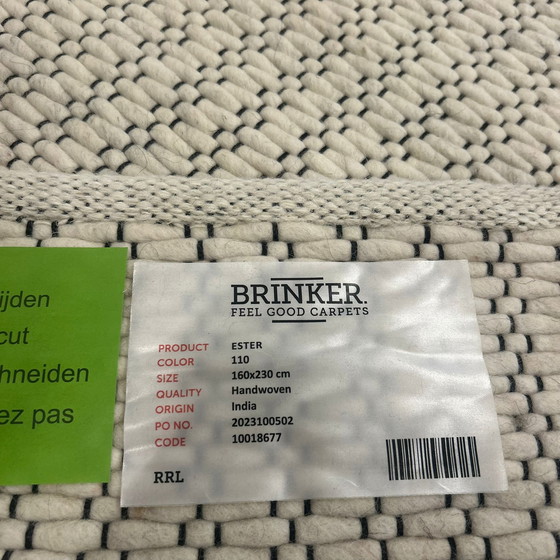 ijden
cut
hneiden
ez pas
BRINKER.
FEEL GOOD CARPETS
PRODUCT ESTER
COLOR 110
SIZE 160x230 cm
QUALITY Handwoven
ORIGIN India
PO NO. 2023100502
CODE 10018677
RRL